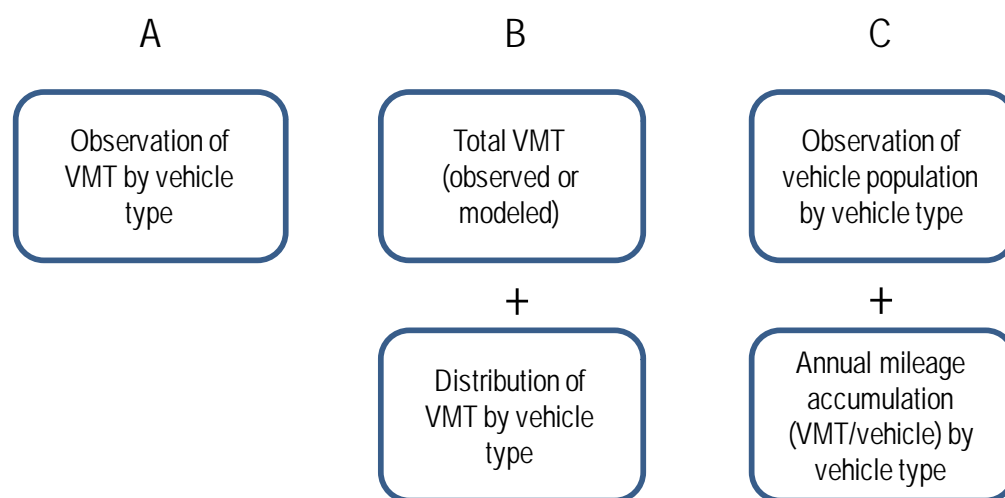 A
B
C
Observation of
VMT by vehicle
type
Total VMT
(observed or
modeled)
Observation of
vehicle population
by vehicle type
+
+
Distribution of
VMT by vehicle
type
Annual mileage
accumulation
(VMT/vehicle) by
vehicle type